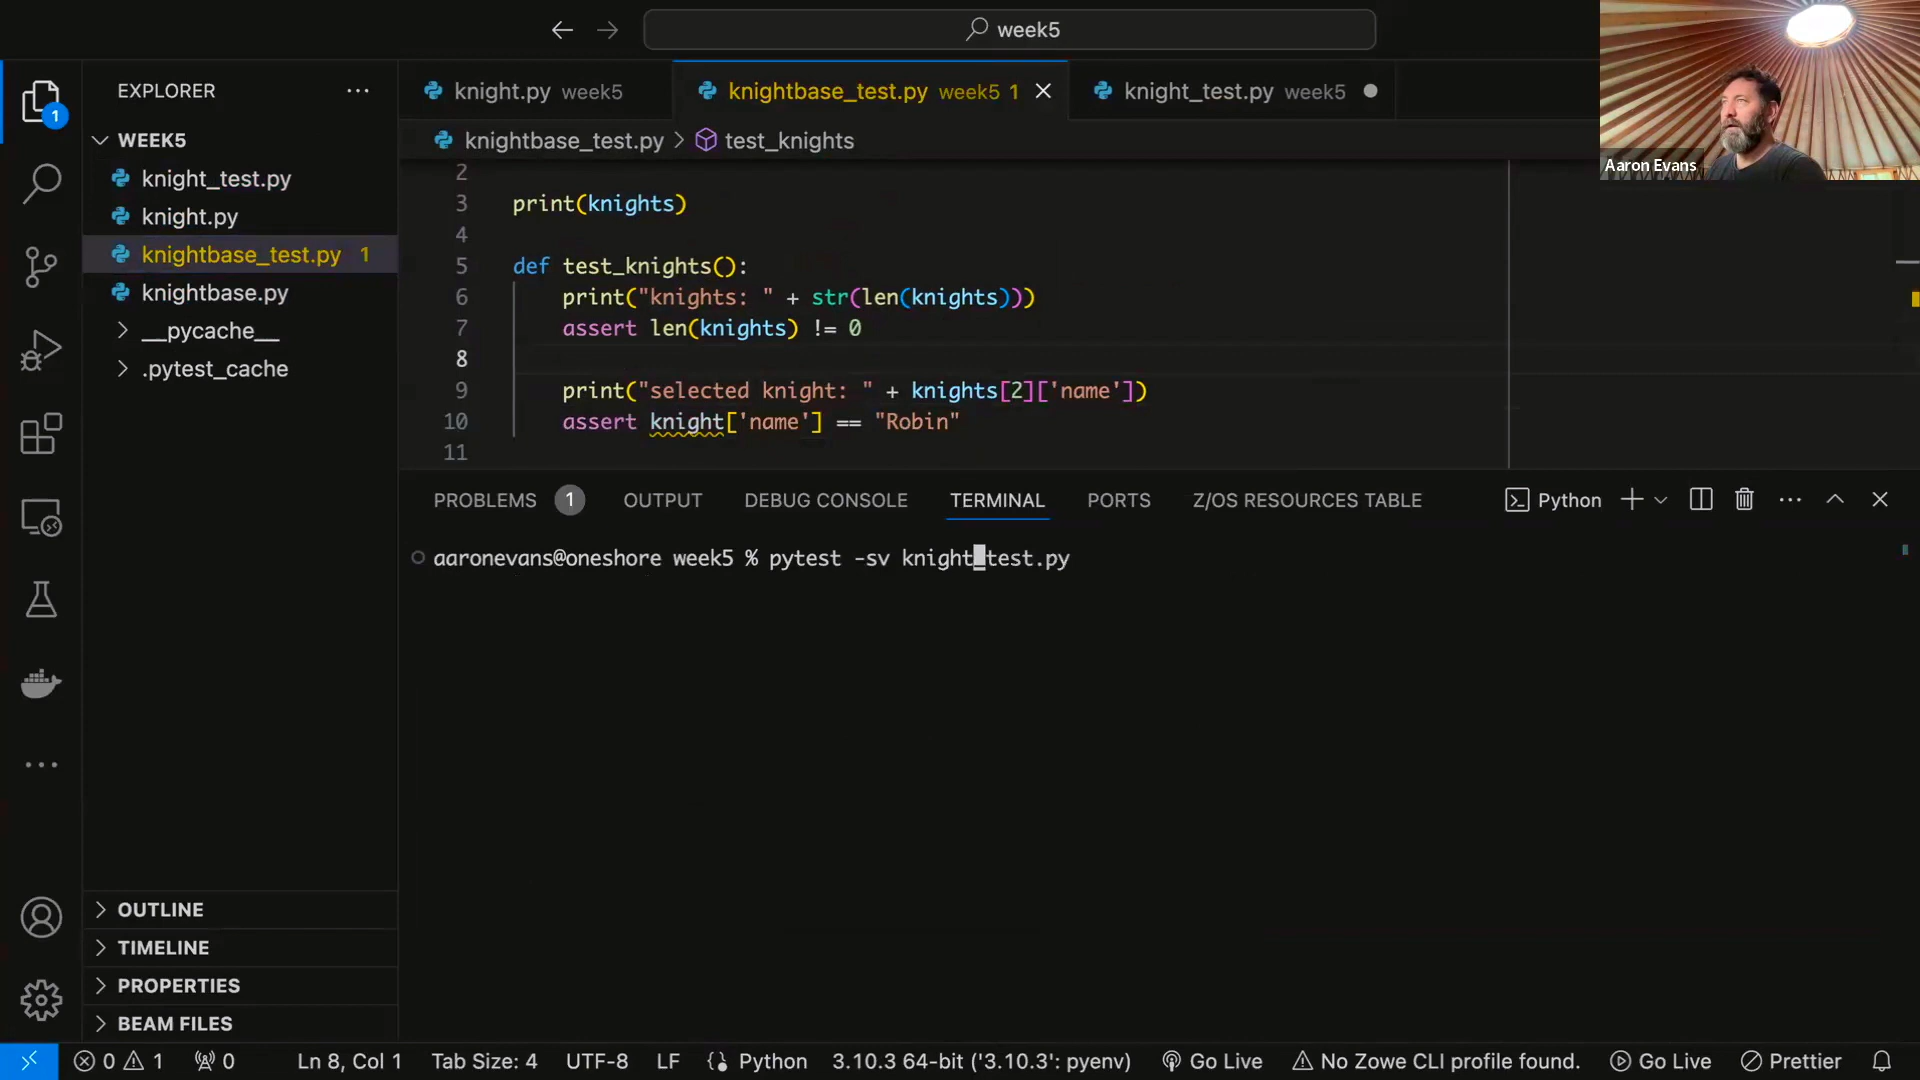 week5
Aaron Evans
EXPLORER
WEEK5
knight_test.py
knight.py
knightbase_test.py 1
knightbase.py
__pycache__
.pytest_cache
OUTLINE
TIMELINE
PROPERTIES
BEAM FILES
1
knight.py week5
knightbase_test.py week5 1
knight_test.py week5
knightbase_test.py > test_knights
2
3 print(knights)
4
5 def test_knights():
6 print("knights: " + str(len(knights)))
7 assert len(knights) != 0
8
9 print("selected knight: " + knights[2]['name'])
10 assert knight['name'] == "Robin"
11
PROBLEMS 1 OUTPUT DEBUG CONSOLE TERMINAL PORTS Z/OS RESOURCES TABLE Python
aaronevans@oneshore week5 % pytest -sv knight_test.py
0 1 0 Ln 8, Col 1 Tab Size: 4 UTF-8 LF Python 3.10.3 64-bit ('3.10.3': pyenv) Go Live No Zowe CLI profile found. Go Live Prettier